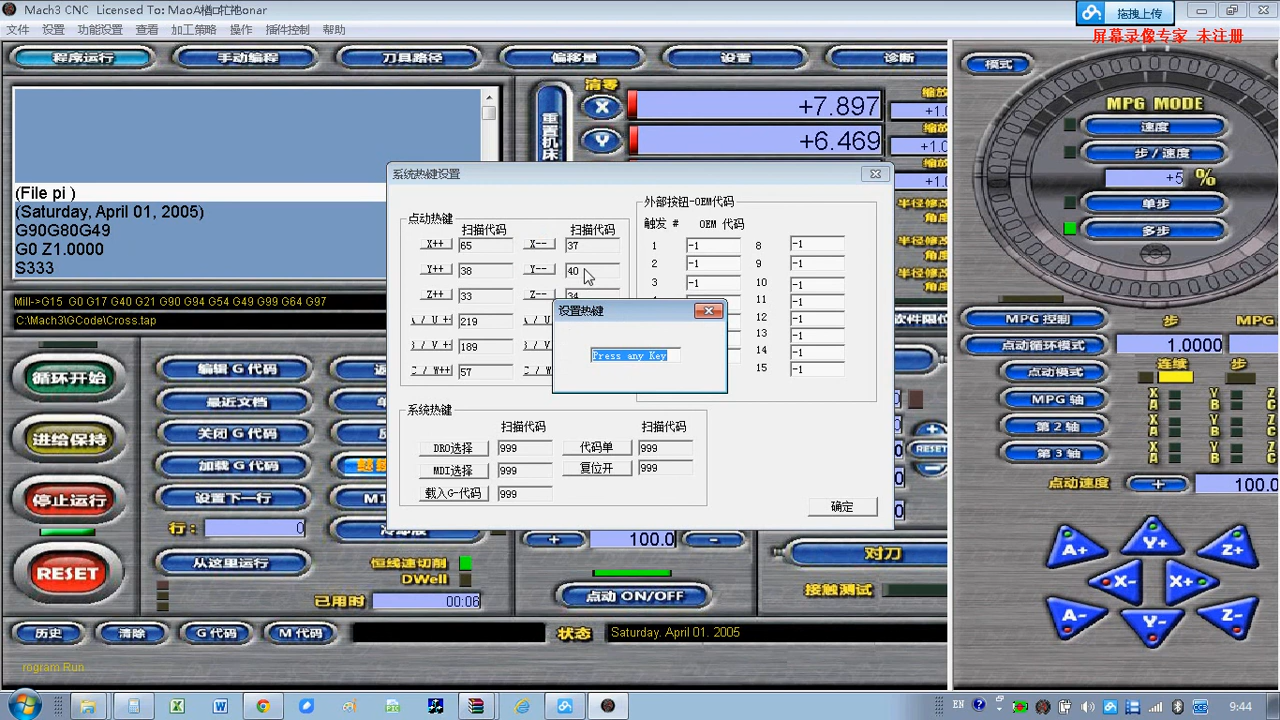 Mach3 CNC Licensed To: MaoA
拖拽上传
文件 设置 功能设置 查看 加工策略 操作 插件控制 帮助
屏幕录像专家 未注册
程序运行 手动编程 刀具路径 偏移量 设置 诊断
模式
清零
X +7.897
Y +6.469
重置机床
MPG MODE
速度
步/速度
+5 %
单步
多步
(File pi )
(Saturday, April 01, 2005)
G90G80G49
G0 Z1.0000
S333
Mill->G15 G0 G17 G40 G21 G90 G94 G54 G49 G99 G64 G97
C:\Mach3\GCode\Cross.tap
系统热键设置
点动热键
扫描代码 扫描代码
X++ 65 X-- 37
Y++ 38 Y-- 40
Z++ 33 Z-- 34
219
189
57
外部按钮-OEM代码
触发 # OEM 代码
1 -1 8 -1
2 -1 9 -1
3 -1 10 -1
11 -1
12 -1
13 -1
14 -1
15 -1
设置热键
Press any Key
系统热键
扫描代码 扫描代码
DRO选择 999 代码单 999
MDI选择 999 复位开 999
载入G-代码 999
确定
循环开始
进给保持
停止运行
RESET
编辑 G 代码
最近文档
关闭 G 代码
加载 G 代码
设置下一行
行: 0
从这里运行
恒线速切削
DWell
已用时 00:06
+ 100.0 -
点动 ON/OFF
对刀
接触测试
RESET
MPG 控制 步 MPG
点动循环模式 1.0000
点动模式 连续 步
MPG 轴
第 2 轴
第 3 轴
X A Y B Z C
点动速度 + 100.0
A+ Y+ Z+
X- X+
A- Y- Z-
历史 清除 G 代码 M 代码 状态 Saturday. April 01. 2005
rogram Run
EN 9:44